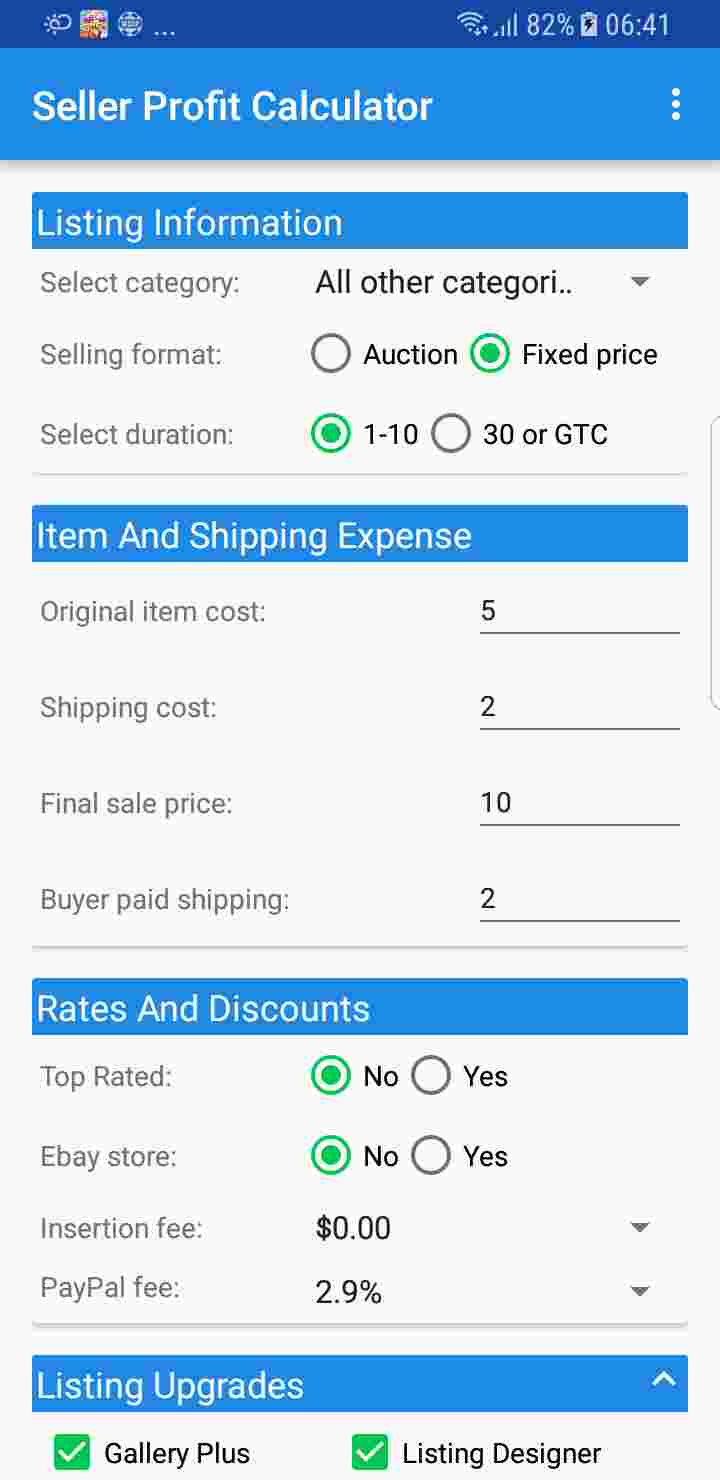 ... 82% 06:41
Seller Profit Calculator
Listing Information
Select category: All other categori..
Selling format: Auction Fixed price
Select duration: 1-10 30 or GTC
Item And Shipping Expense
Original item cost: 5
Shipping cost: 2
Final sale price: 10
Buyer paid shipping: 2
Rates And Discounts
Top Rated: No Yes
Ebay store: No Yes
Insertion fee: $0.00
PayPal fee: 2.9%
Listing Upgrades
Gallery Plus Listing Designer